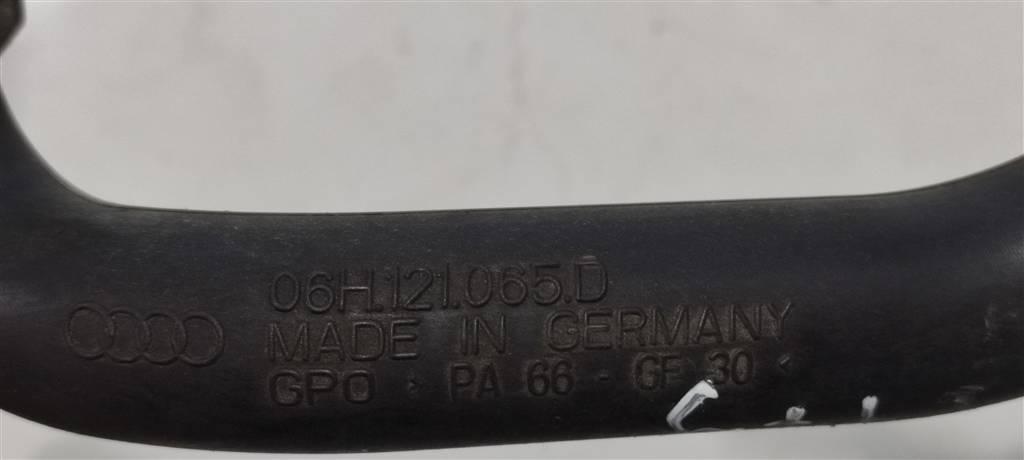 06H.121.065.D
MADE IN GERMANY
GPO > PA 66 - GF 30 <